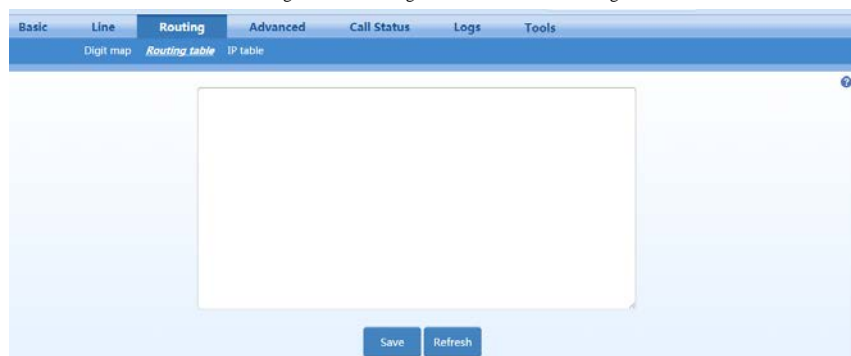 Basic Line Routing Advanced Call Status Logs Tools
Digit map Routing table IP table
Save Refresh